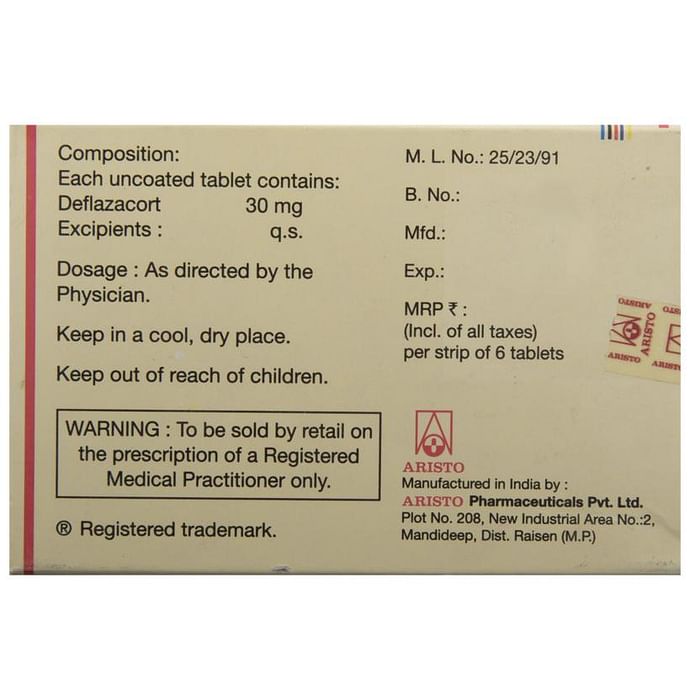 Composition:
Each uncoated tablet contains:
Deflazacort 30 mg
Excipients : q.s.
Dosage : As directed by the
Physician.
Keep in a cool, dry place.
Keep out of reach of children.
WARNING : To be sold by retail on
the prescription of a Registered
Medical Practitioner only.
® Registered trademark.
M. L. No.: 25/23/91
B. No.:
Mfd.:
Exp.:
MRP ₹ :
(Incl. of all taxes)
per strip of 6 tablets
ARISTO
Manufactured in India by :
ARISTO Pharmaceuticals Pvt. Ltd.
Plot No. 208, New Industrial Area No.:2,
Mandideep, Dist. Raisen (M.P.)
ARISTO
ARISTO
ARISTO